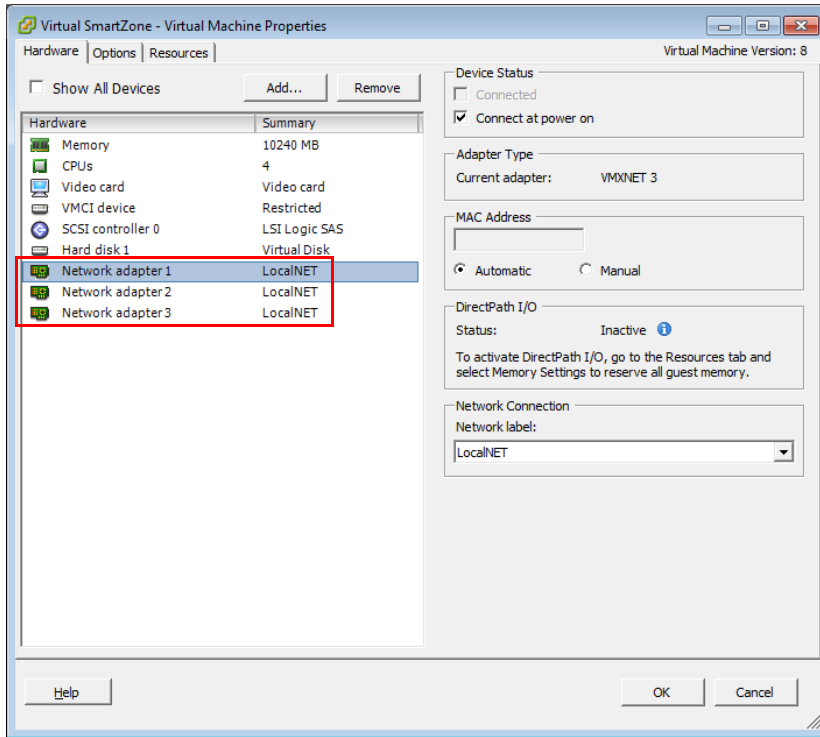 Virtual SmartZone - Virtual Machine Properties
Hardware Options Resources
Virtual Machine Version: 8
Show All Devices
Add...
Remove
Hardware Summary
Memory 10240 MB
CPUs 4
Video card Video card
VMCI device Restricted
SCSI controller 0 LSI Logic SAS
Hard disk 1 Virtual Disk
Network adapter 1 LocalNET
Network adapter 2 LocalNET
Network adapter 3 LocalNET
Device Status
Connected
Connect at power on
Adapter Type
Current adapter: VMXNET 3
MAC Address
Automatic Manual
DirectPath I/O
Status: Inactive
To activate DirectPath I/O, go to the Resources tab and
select Memory Settings to reserve all guest memory.
Network Connection
Network label:
LocalNET
Help
OK
Cancel